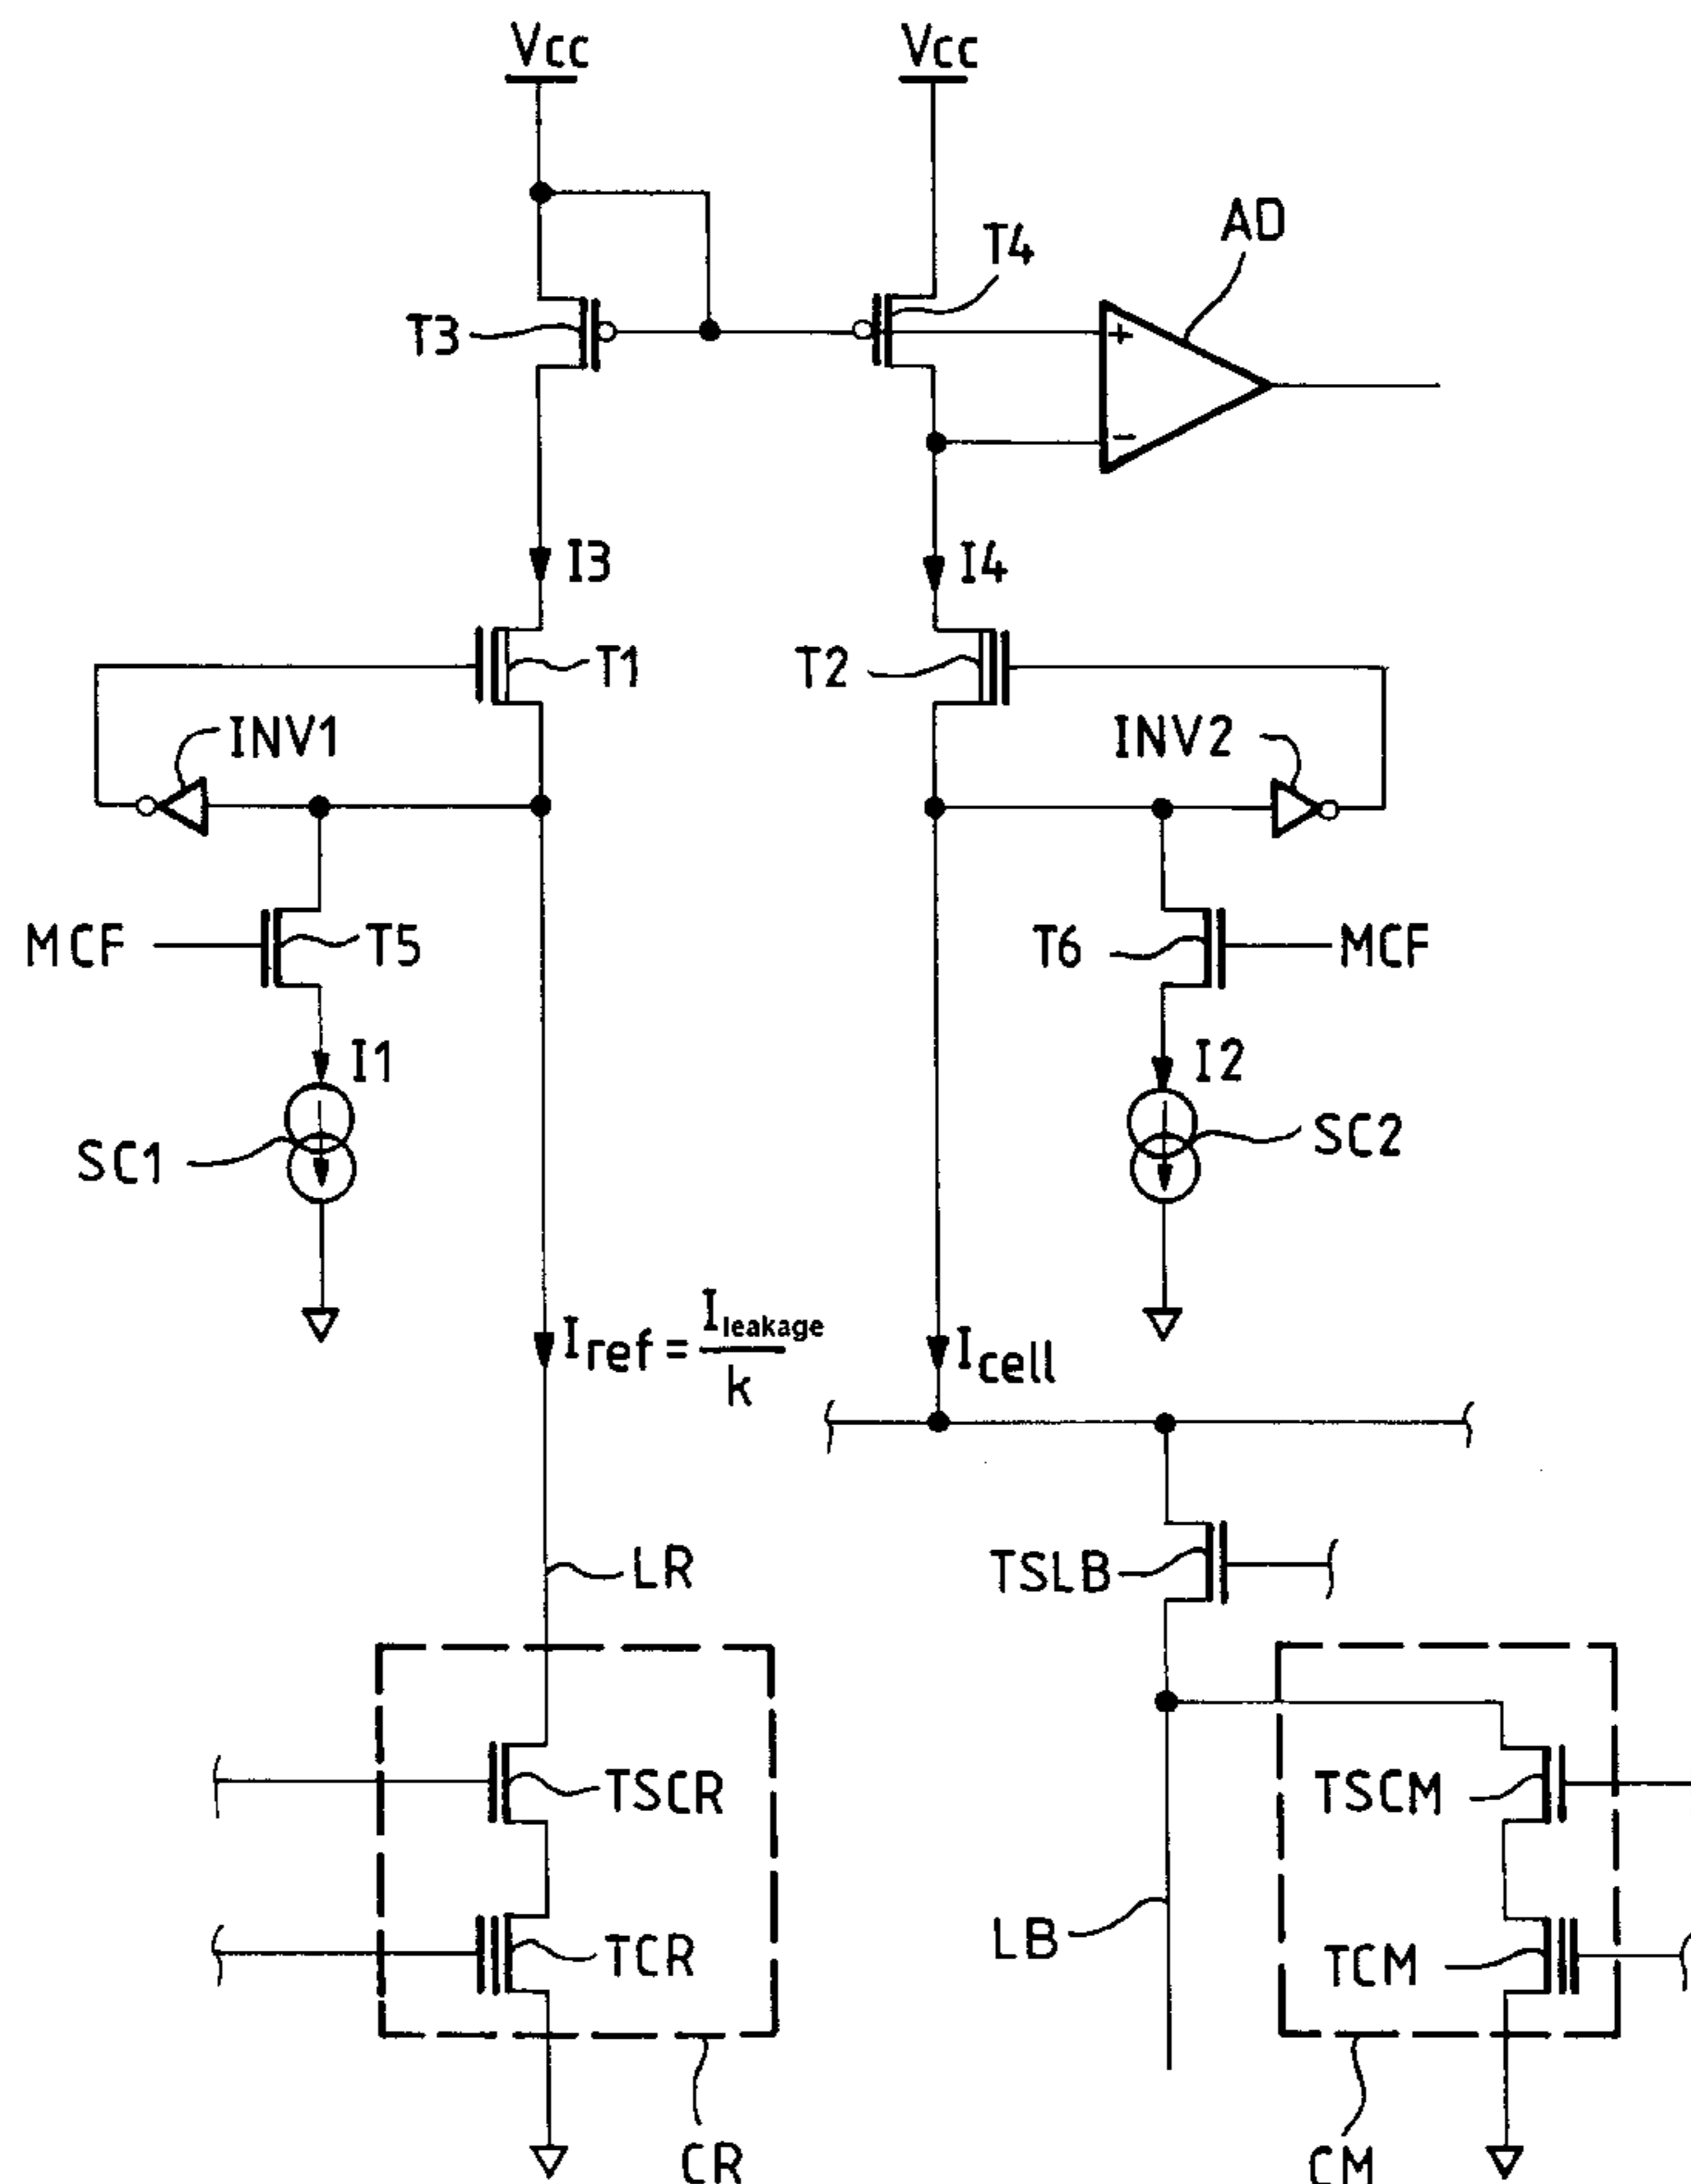 Vcc Vcc
AD
T4
T3
+
−
I3 I4
T1 T2
INV1 INV2
MCF T5 T6 MCF
I1 I2
SC1 SC2
Iref = Ileakage / k
Icell
LR TSLB
TSCR TSCM
LB
TCR TCM
CR CM